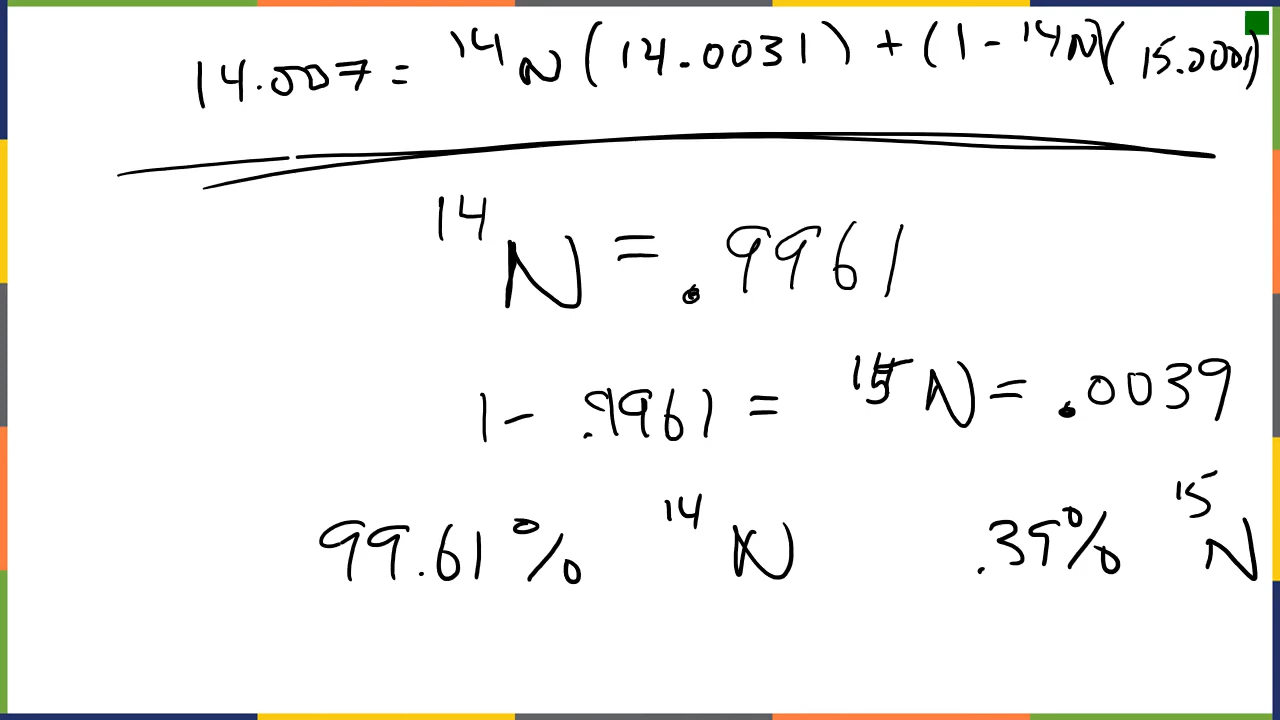 14.007 = ¹⁴N (14.0031) + (1 - 14N)(15.0001)
¹⁴N = .9961
1 - .9961 = ¹⁵N = .0039
99.61% ¹⁴N .39% ¹⁵N